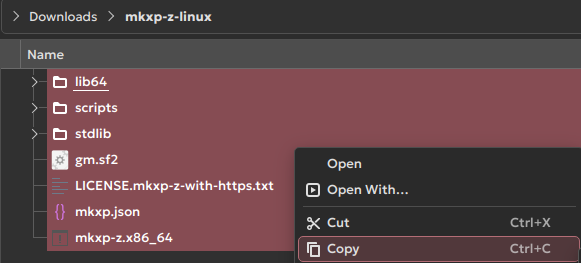 Downloads > mkxp-z-linux
Name
lib64
scripts
stdlib
gm.sf2
LICENSE.mkxp-z-with-https.txt
mkxp.json
mkxp-z.x86_64
Open
Open With...
Cut Ctrl+X
Copy Ctrl+C